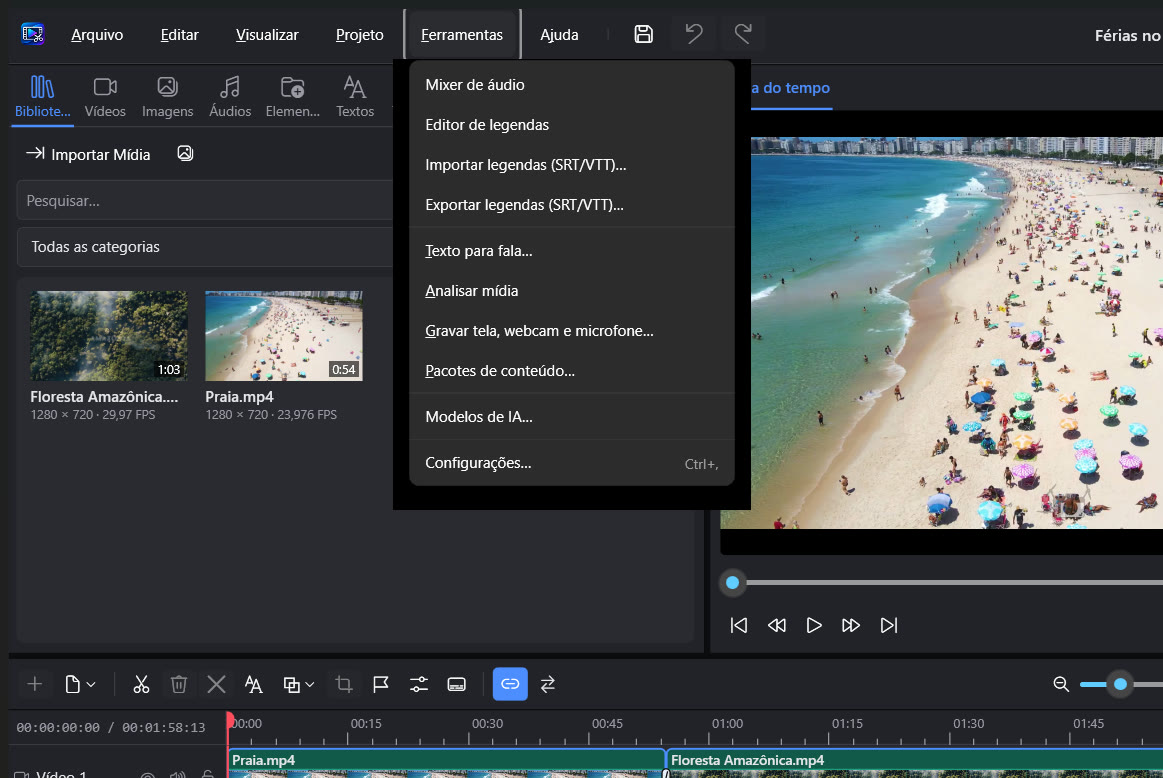 Arquivo Editar Visualizar Projeto Ferramentas Ajuda Férias no
Bibliote... Vídeos Imagens Áudios Elemen... Textos
a do tempo
Importar Mídia
Pesquisar...
Todas as categorias
1:03 0:54
Floresta Amazônica.... Praia.mp4
1280 × 720 · 29,97 FPS 1280 × 720 · 23,976 FPS
Mixer de áudio
Editor de legendas
Importar legendas (SRT/VTT)...
Exportar legendas (SRT/VTT)...
Texto para fala...
Analisar mídia
Gravar tela, webcam e microfone...
Pacotes de conteúdo...
Modelos de IA...
Configurações... Ctrl+,
00:00:00:00 / 00:01:58:13
00:00 00:15 00:30 00:45 01:00 01:15 01:30 01:45
Praia.mp4 Floresta Amazônica.mp4
Vídeo 1